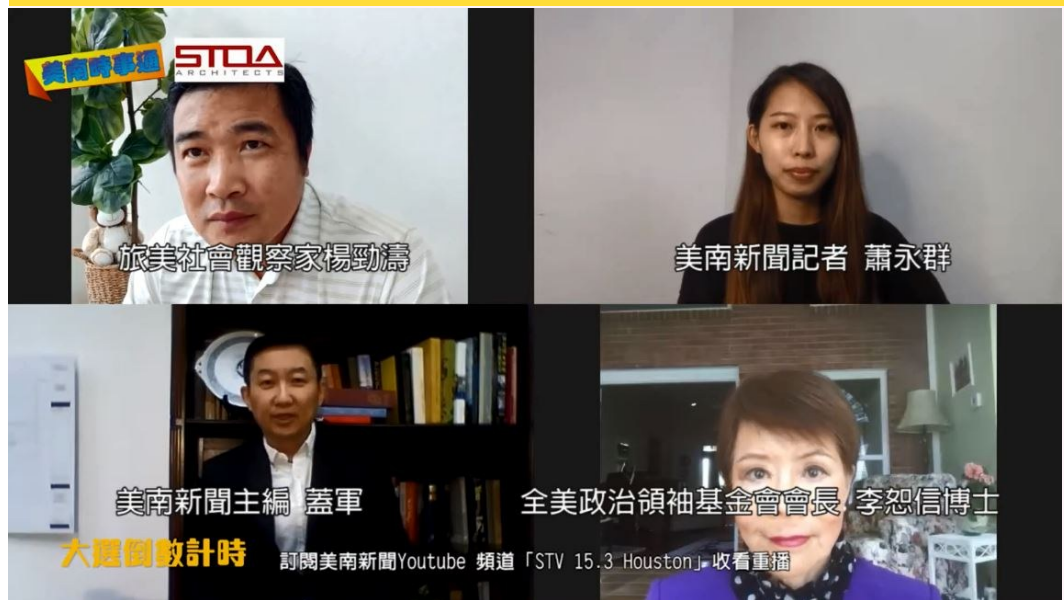 美南時事通
STOA
ARCHITECTS
旅美社會觀察家楊勁濤
美南新聞記者 蕭永群
美南新聞主編 蓋軍
全美政治領袖基金會會長 李恕信博士
大選倒數計時
訂閱美南新聞Youtube 頻道「STV 15.3 Houston」收看重播